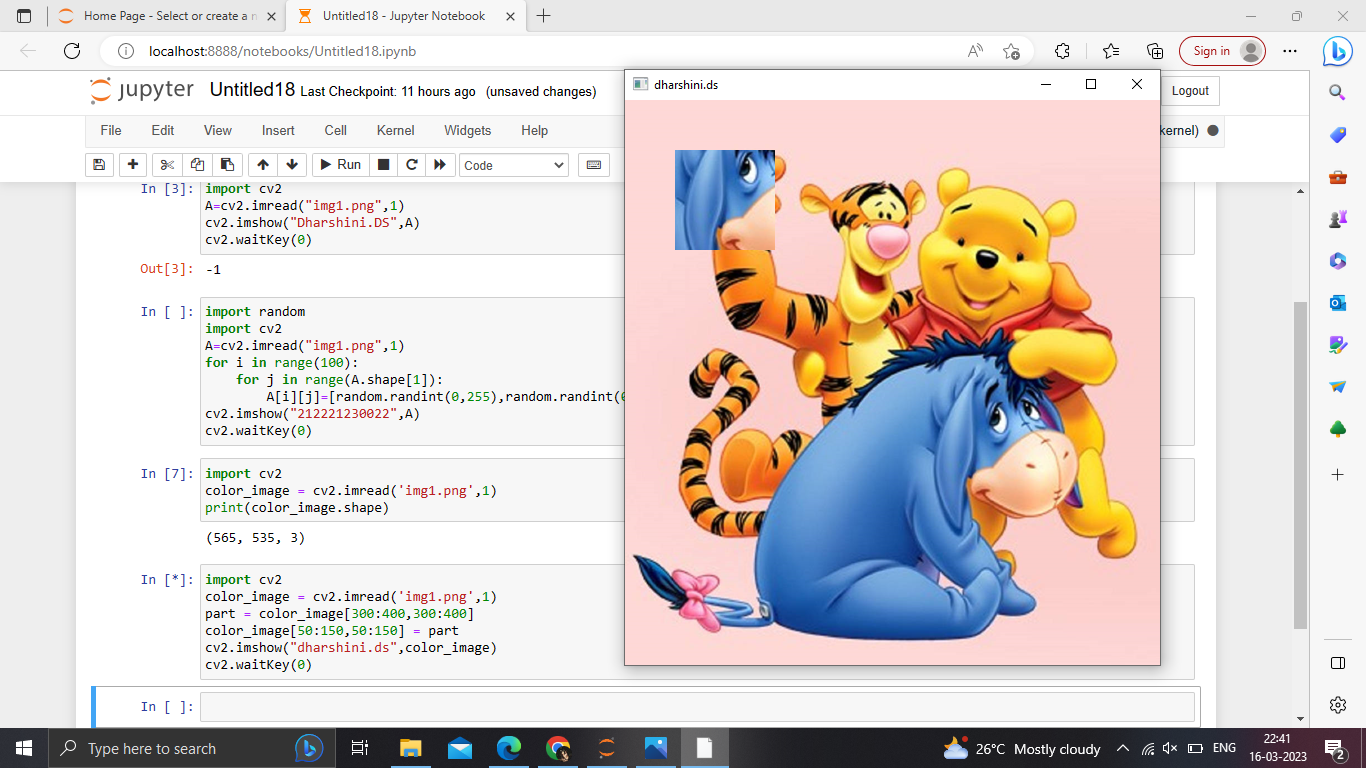 Home Page - Select or create a n
Untitled18 - Jupyter Notebook
localhost:8888/notebooks/Untitled18.ipynb
Sign in
dharshini.ds
jupyter Untitled18 Last Checkpoint: 11 hours ago (unsaved changes)
Logout
File Edit View Insert Cell Kernel Widgets Help
kernel)
Run
Code
In [3]: import cv2
A=cv2.imread("img1.png",1)
cv2.imshow("Dharshini.DS",A)
cv2.waitKey(0)
Out[3]: -1
In [ ]: import random
import cv2
A=cv2.imread("img1.png",1)
for i in range(100):
    for j in range(A.shape[1]):
        A[i][j]=[random.randint(0,255),random.randint(0
cv2.imshow("212221230022",A)
cv2.waitKey(0)
In [7]: import cv2
color_image = cv2.imread('img1.png',1)
print(color_image.shape)
(565, 535, 3)
In [*]: import cv2
color_image = cv2.imread('img1.png',1)
part = color_image[300:400,300:400]
color_image[50:150,50:150] = part
cv2.imshow("dharshini.ds",color_image)
cv2.waitKey(0)
In [ ]:
Type here to search
26°C Mostly cloudy
ENG
22:41
16-03-2023
2